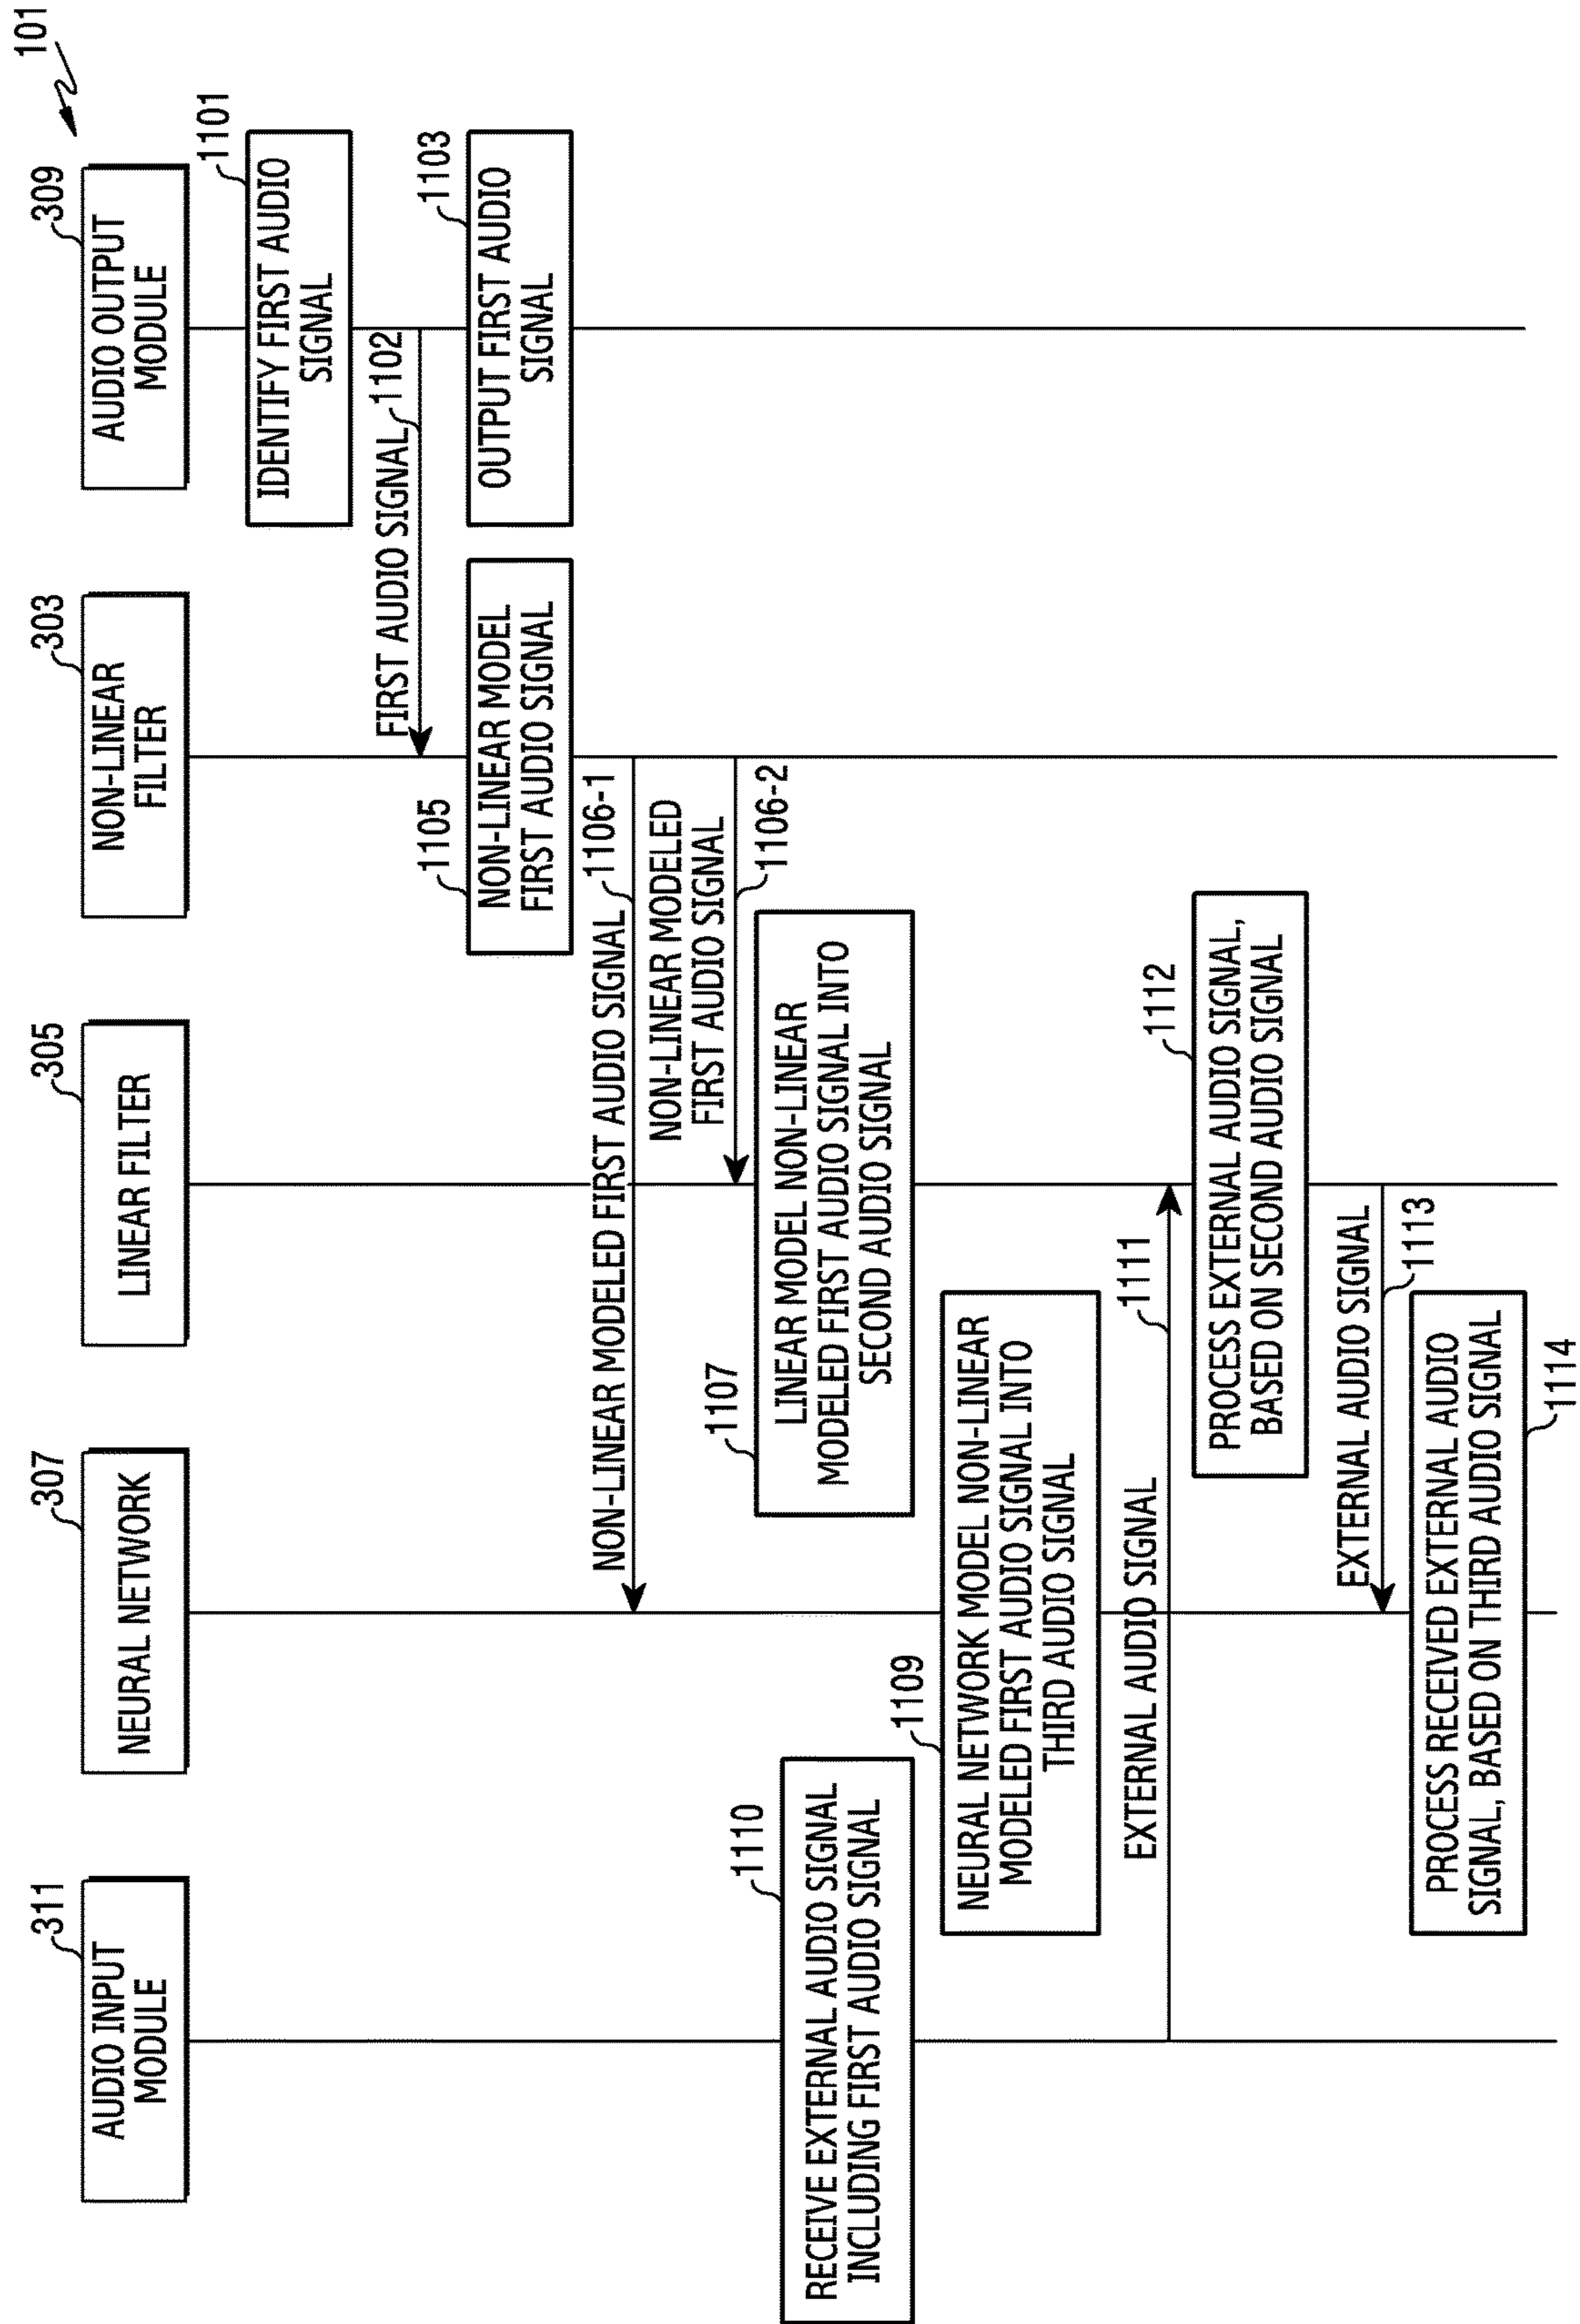 101
311
AUDIO INPUT
MODULE
307
NEURAL NETWORK
305
LINEAR FILTER
303
NON-LINEAR
FILTER
309
AUDIO OUTPUT
MODULE
1101
IDENTIFY FIRST AUDIO
SIGNAL
FIRST AUDIO SIGNAL
1102
1103
OUTPUT FIRST AUDIO
SIGNAL
1105
NON-LINEAR MODEL
FIRST AUDIO SIGNAL
NON-LINEAR MODELED FIRST AUDIO SIGNAL
1106-1
NON-LINEAR MODELED
FIRST AUDIO SIGNAL
1106-2
1107
LINEAR MODEL NON-LINEAR
MODELED FIRST AUDIO SIGNAL INTO
SECOND AUDIO SIGNAL
1110
RECEIVE EXTERNAL AUDIO SIGNAL
INCLUDING FIRST AUDIO SIGNAL
1109
NEURAL NETWORK MODEL NON-LINEAR
MODELED FIRST AUDIO SIGNAL INTO
THIRD AUDIO SIGNAL
EXTERNAL AUDIO SIGNAL
1111
1112
PROCESS EXTERNAL AUDIO SIGNAL,
BASED ON SECOND AUDIO SIGNAL
EXTERNAL AUDIO SIGNAL
1113
PROCESS RECEIVED EXTERNAL AUDIO
SIGNAL, BASED ON THIRD AUDIO SIGNAL
1114